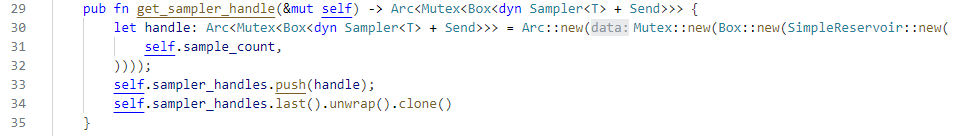 29 pub fn get_sampler_handle(&mut self) -> Arc<Mutex<Box<dyn Sampler<T> + Send>>> {
30 let handle: Arc<Mutex<Box<dyn Sampler<T> + Send>>> = Arc::new(data: Mutex::new(Box::new(SimpleReservoir::new(
31 self.sample_count,
32 ))));
33 self.sampler_handles.push(handle);
34 self.sampler_handles.last().unwrap().clone()
35 }